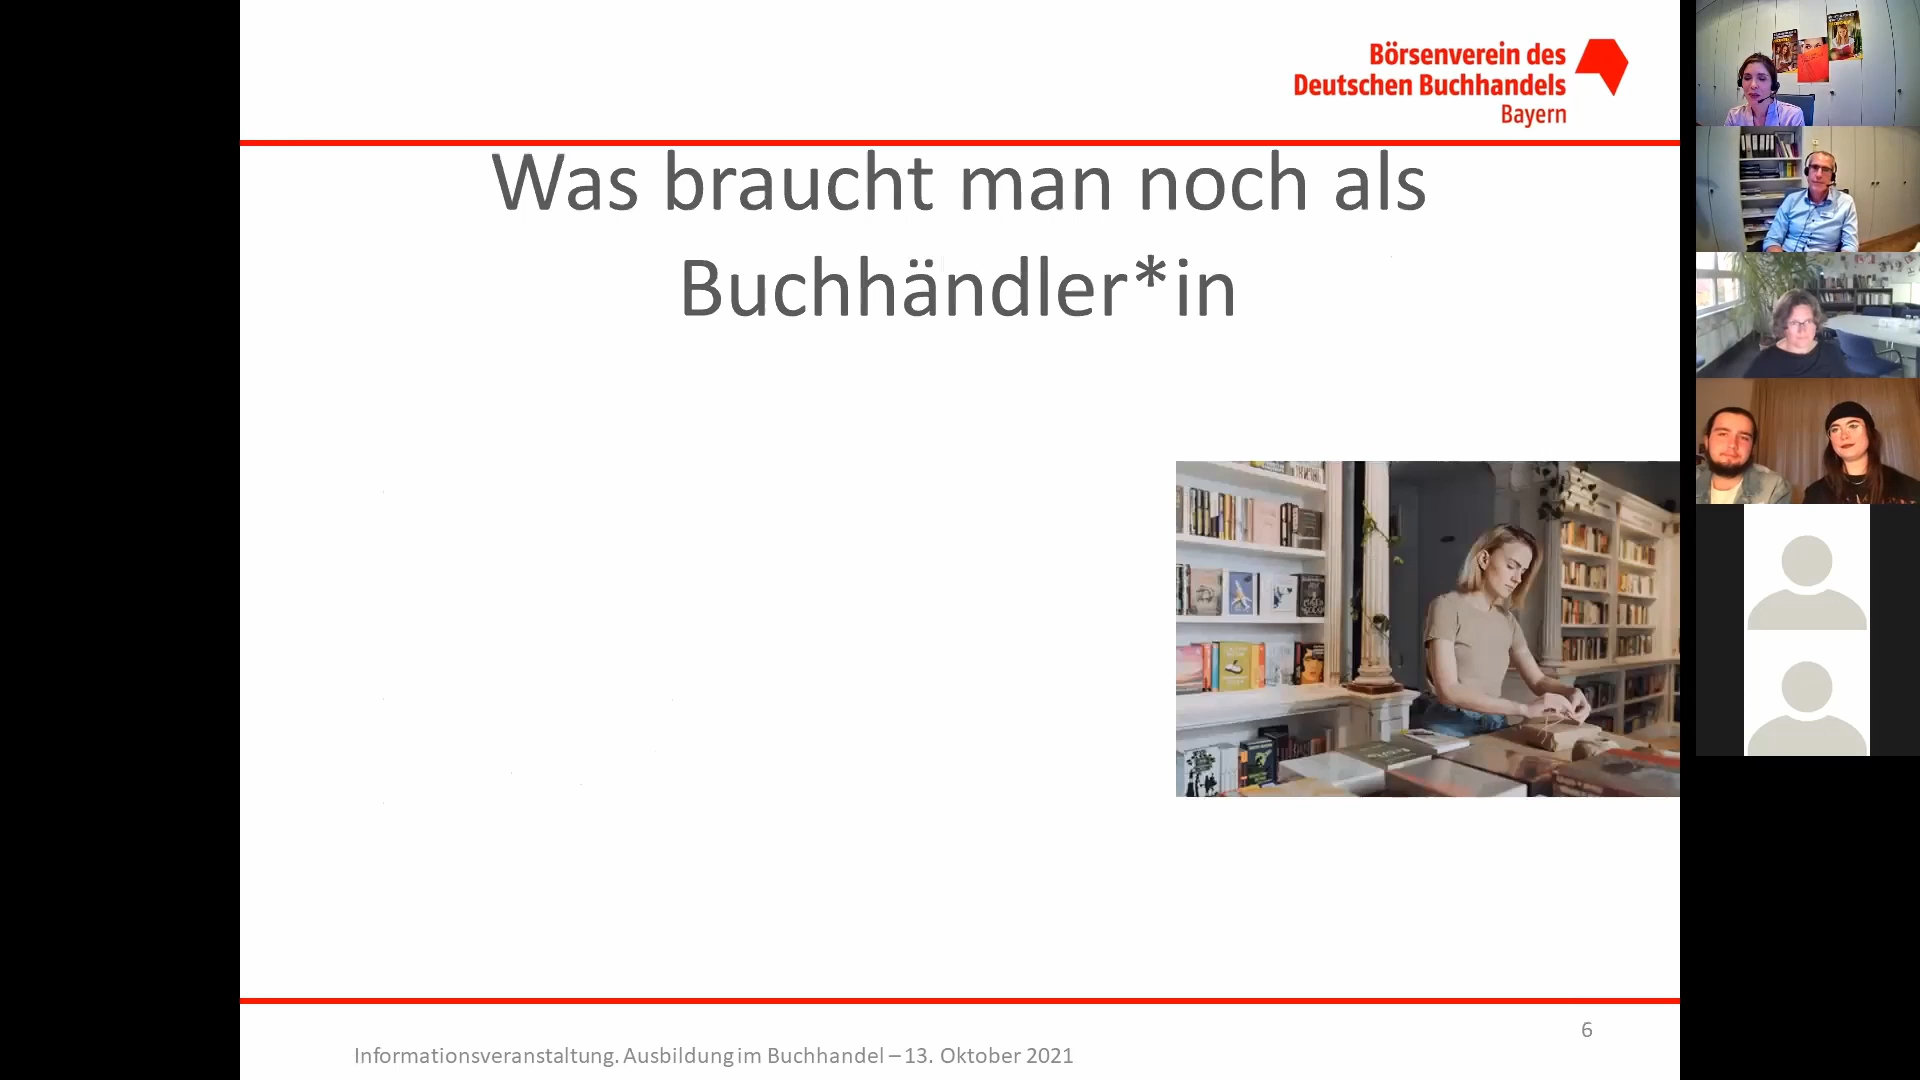 Börsenverein des
Deutschen Buchhandels
Bayern
Was braucht man noch als
Buchhändler*in
6
Informationsveranstaltung. Ausbildung im Buchhandel – 13. Oktober 2021